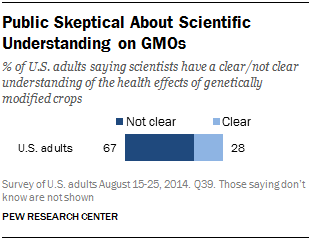 Public Skeptical About Scientific
Understanding on GMOs
% of U.S. adults saying scientists have a clear/not clear
understanding of the health effects of genetically
modified crops
Not clear Clear
U.S. adults 67 28
Survey of U.S. adults August 15-25, 2014. Q39. Those saying don't
know are not shown
PEW RESEARCH CENTER